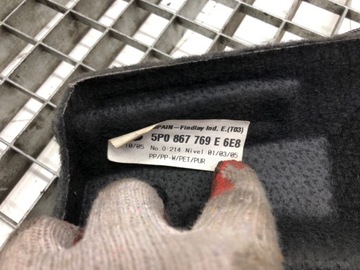 SPAIN-Findlay Ind. E.(T03)
5P0 867 769 E 6E8
10/05 No.0:214 Nivel 01/03/05
PP/PP-W/PET/PUR